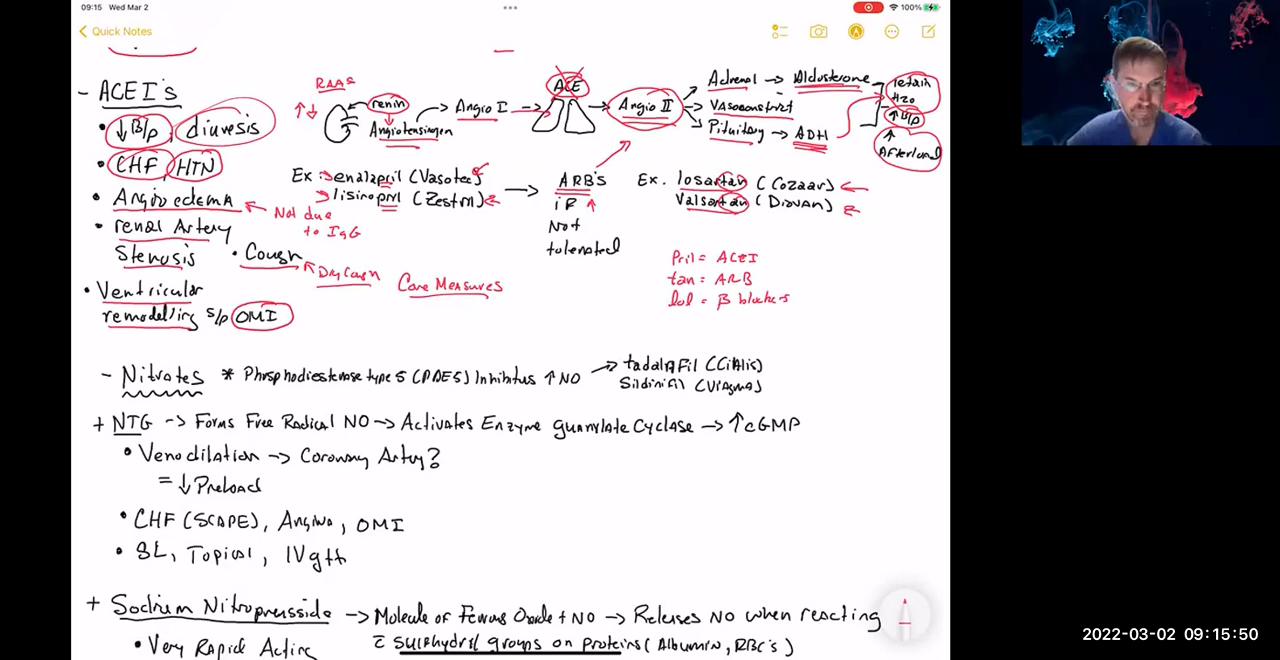 09:15 Wed Mar 2
100%
Quick Notes
- ACEI's
RAAS
renin
Angiotensinogen
Angio I
ACE
Angio II
Adrenal → Aldosterone
Vasoconstrict
Pituitary → ADH
retain H2O
↑ B/p
↑ Afterload
• ↓ B/p, diuresis
• CHF, HTN
• Angioedema
Not due
to IgG
• renal Artery
Stenosis
• Cough
Dry Cough
Core Measures
• Ventricular
remodelling s/p OMI
Ex: enalapril (Vasotec)
lisinopril (Zestril)
ARB's
iF
Not
tolerated
Ex. losartan (Cozaar)
Valsartan (Diovan)
Pril = ACEI
tan = ARB
lol = β blockers
- Nitrates * Phosphodiesterase type 5 (PDE5) Inhibitors ↑ NO
tadalafil (Cialis)
Sildinifil (Viagra)
+ NTG → Forms Free Radical NO → Activates Enzyme guanylate Cyclase → ↑ cGMP
• Venodilation → Coronary Artery?
= ↓ Preload
• CHF (SCAPE), Angina, OMI
• SL, Topical, IV gtt
+ Sodium Nitroprusside → Molecule of Ferrous Oxide + NO → Releases NO when reacting
c̄ sulfhydril groups on proteins (Albumin, RBC's)
• Very Rapid Acting
2022-03-02 09:15:50